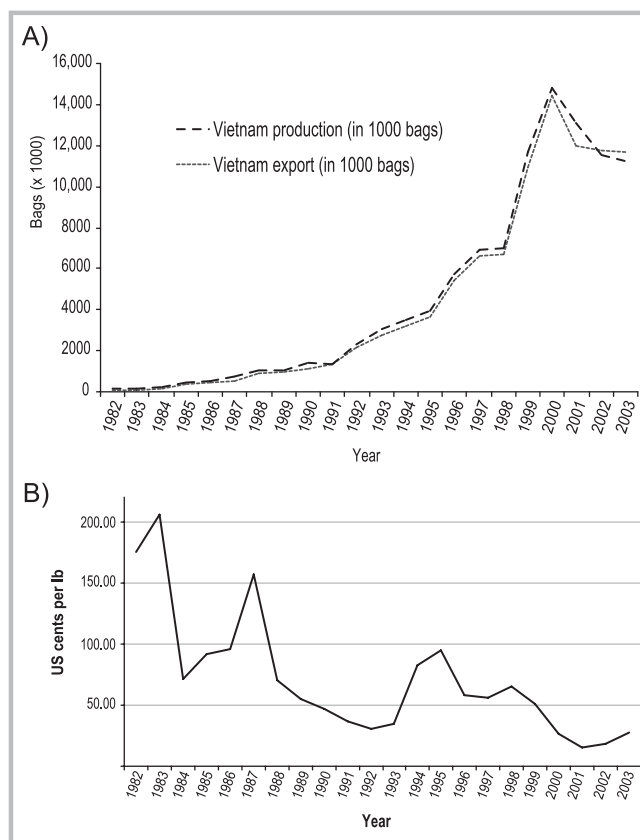 A)
16,000
14,000
12,000
10,000
8000
6000
4000
2000
0
Bags (x 1000)
Vietnam production (in 1000 bags)
Vietnam export (in 1000 bags)
1982 1983 1984 1985 1986 1987 1988 1989 1990 1991 1992 1993 1994 1995 1996 1997 1998 1999 2000 2001 2002 2003
Year
B)
200.00
150.00
100.00
50.00
US cents per lb
1982 1983 1984 1985 1986 1987 1988 1989 1990 1991 1992 1993 1994 1995 1996 1997 1998 1999 2000 2001 2002 2003
Year